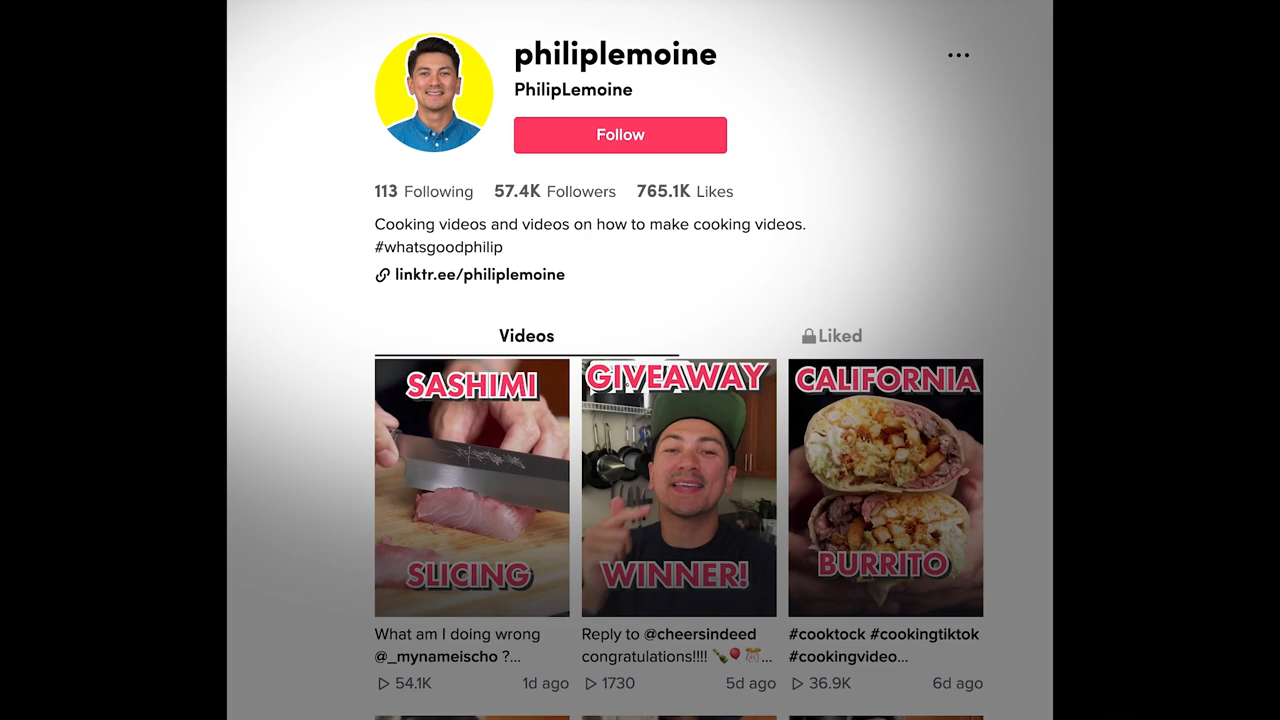 philiplemoine
PhilipLemoine
Follow
113 Following 57.4K Followers 765.1K Likes
Cooking videos and videos on how to make cooking videos.
#whatsgoodphilip
linktr.ee/philiplemoine
Videos
Liked
SASHIMI
SLICING
GIVEAWAY
WINNER!
CALIFORNIA
BURRITO
What am I doing wrong
@_mynameischo ?...
54.1K 1d ago
Reply to @cheersindeed
congratulations!!!! 🍾🎈🎊...
1730 5d ago
#cooktock #cookingtiktok
#cookingvideo...
36.9K 6d ago